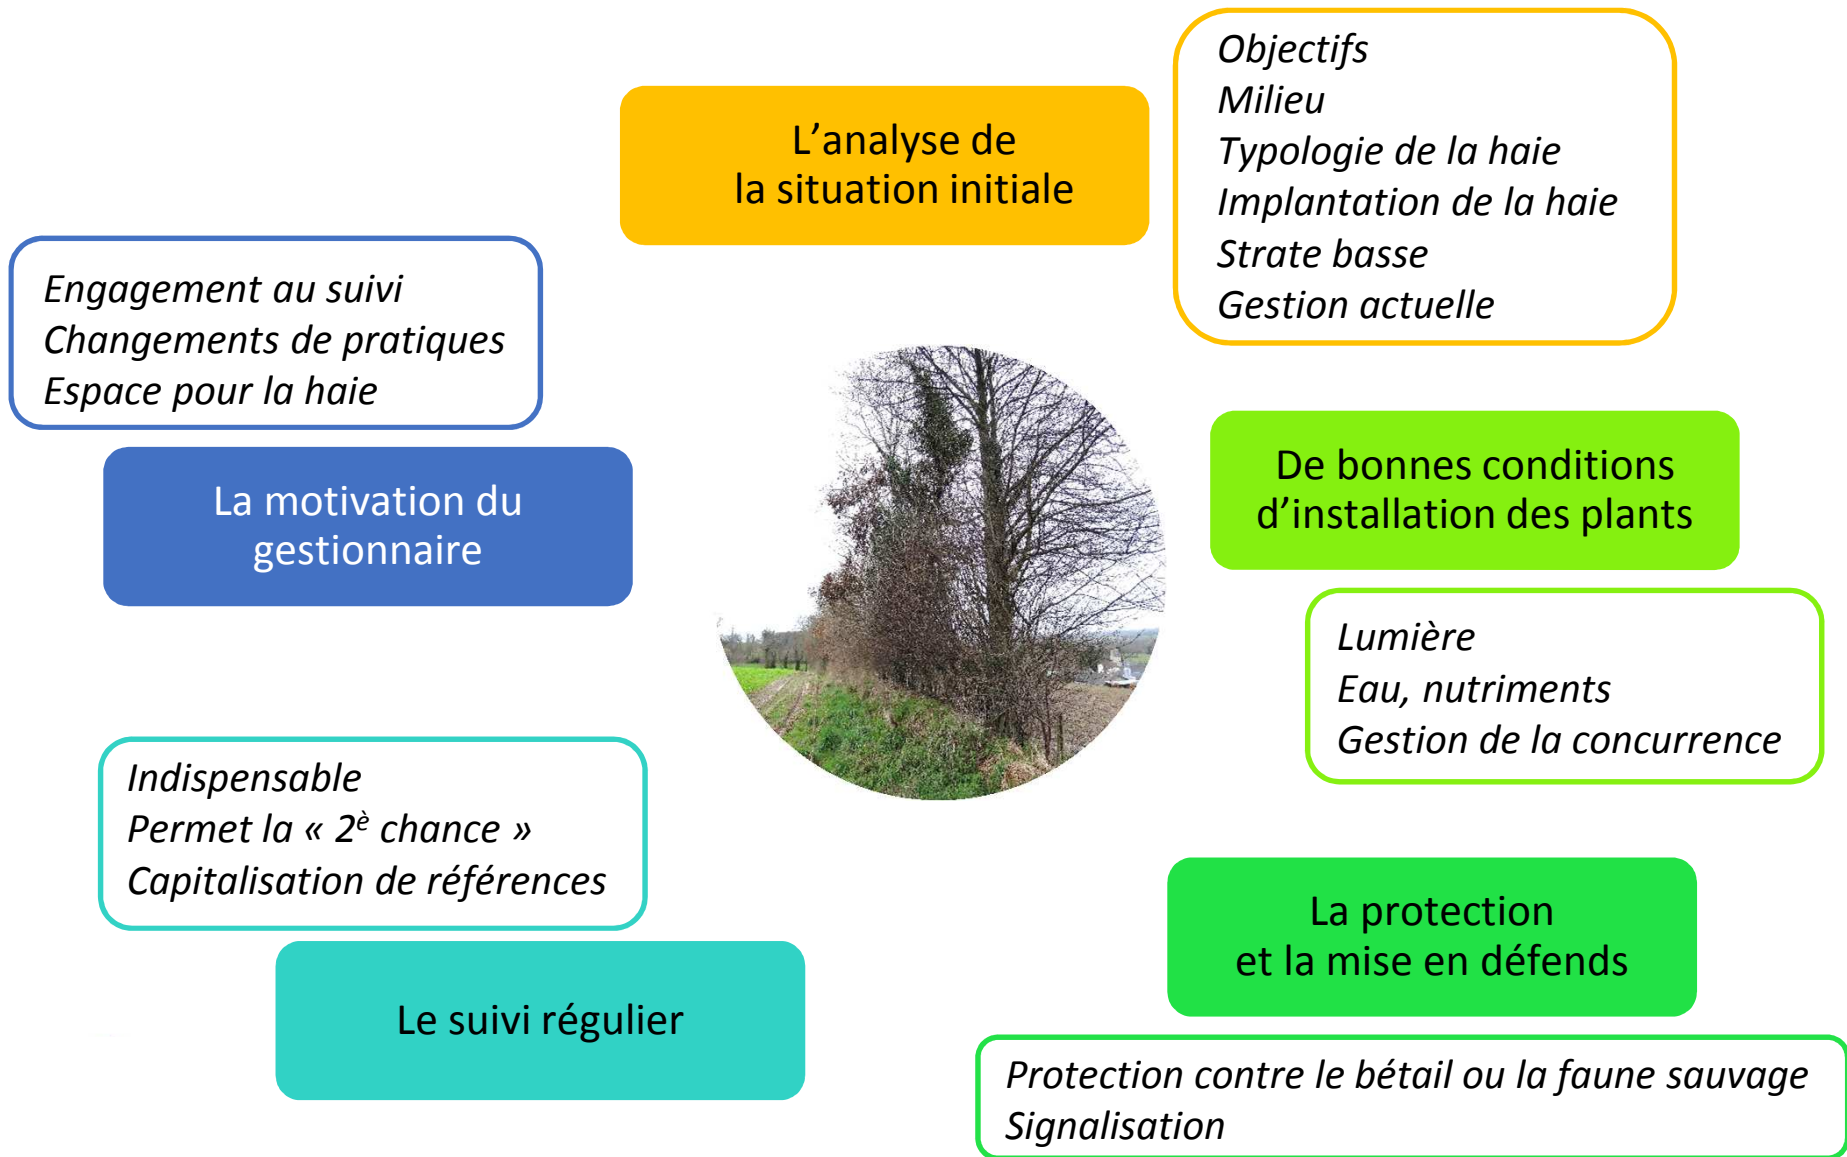 L’analyse de
la situation initiale
Objectifs
Milieu
Typologie de la haie
Implantation de la haie
Strate basse
Gestion actuelle
De bonnes conditions
d’installation des plants
Lumière
Eau, nutriments
Gestion de la concurrence
La protection
et la mise en défends
Protection contre le bétail ou la faune sauvage
Signalisation
Indispensable
Permet la « 2è chance »
Capitalisation de références
Le suivi régulier
Engagement au suivi
Changements de pratiques
Espace pour la haie
La motivation du
gestionnaire